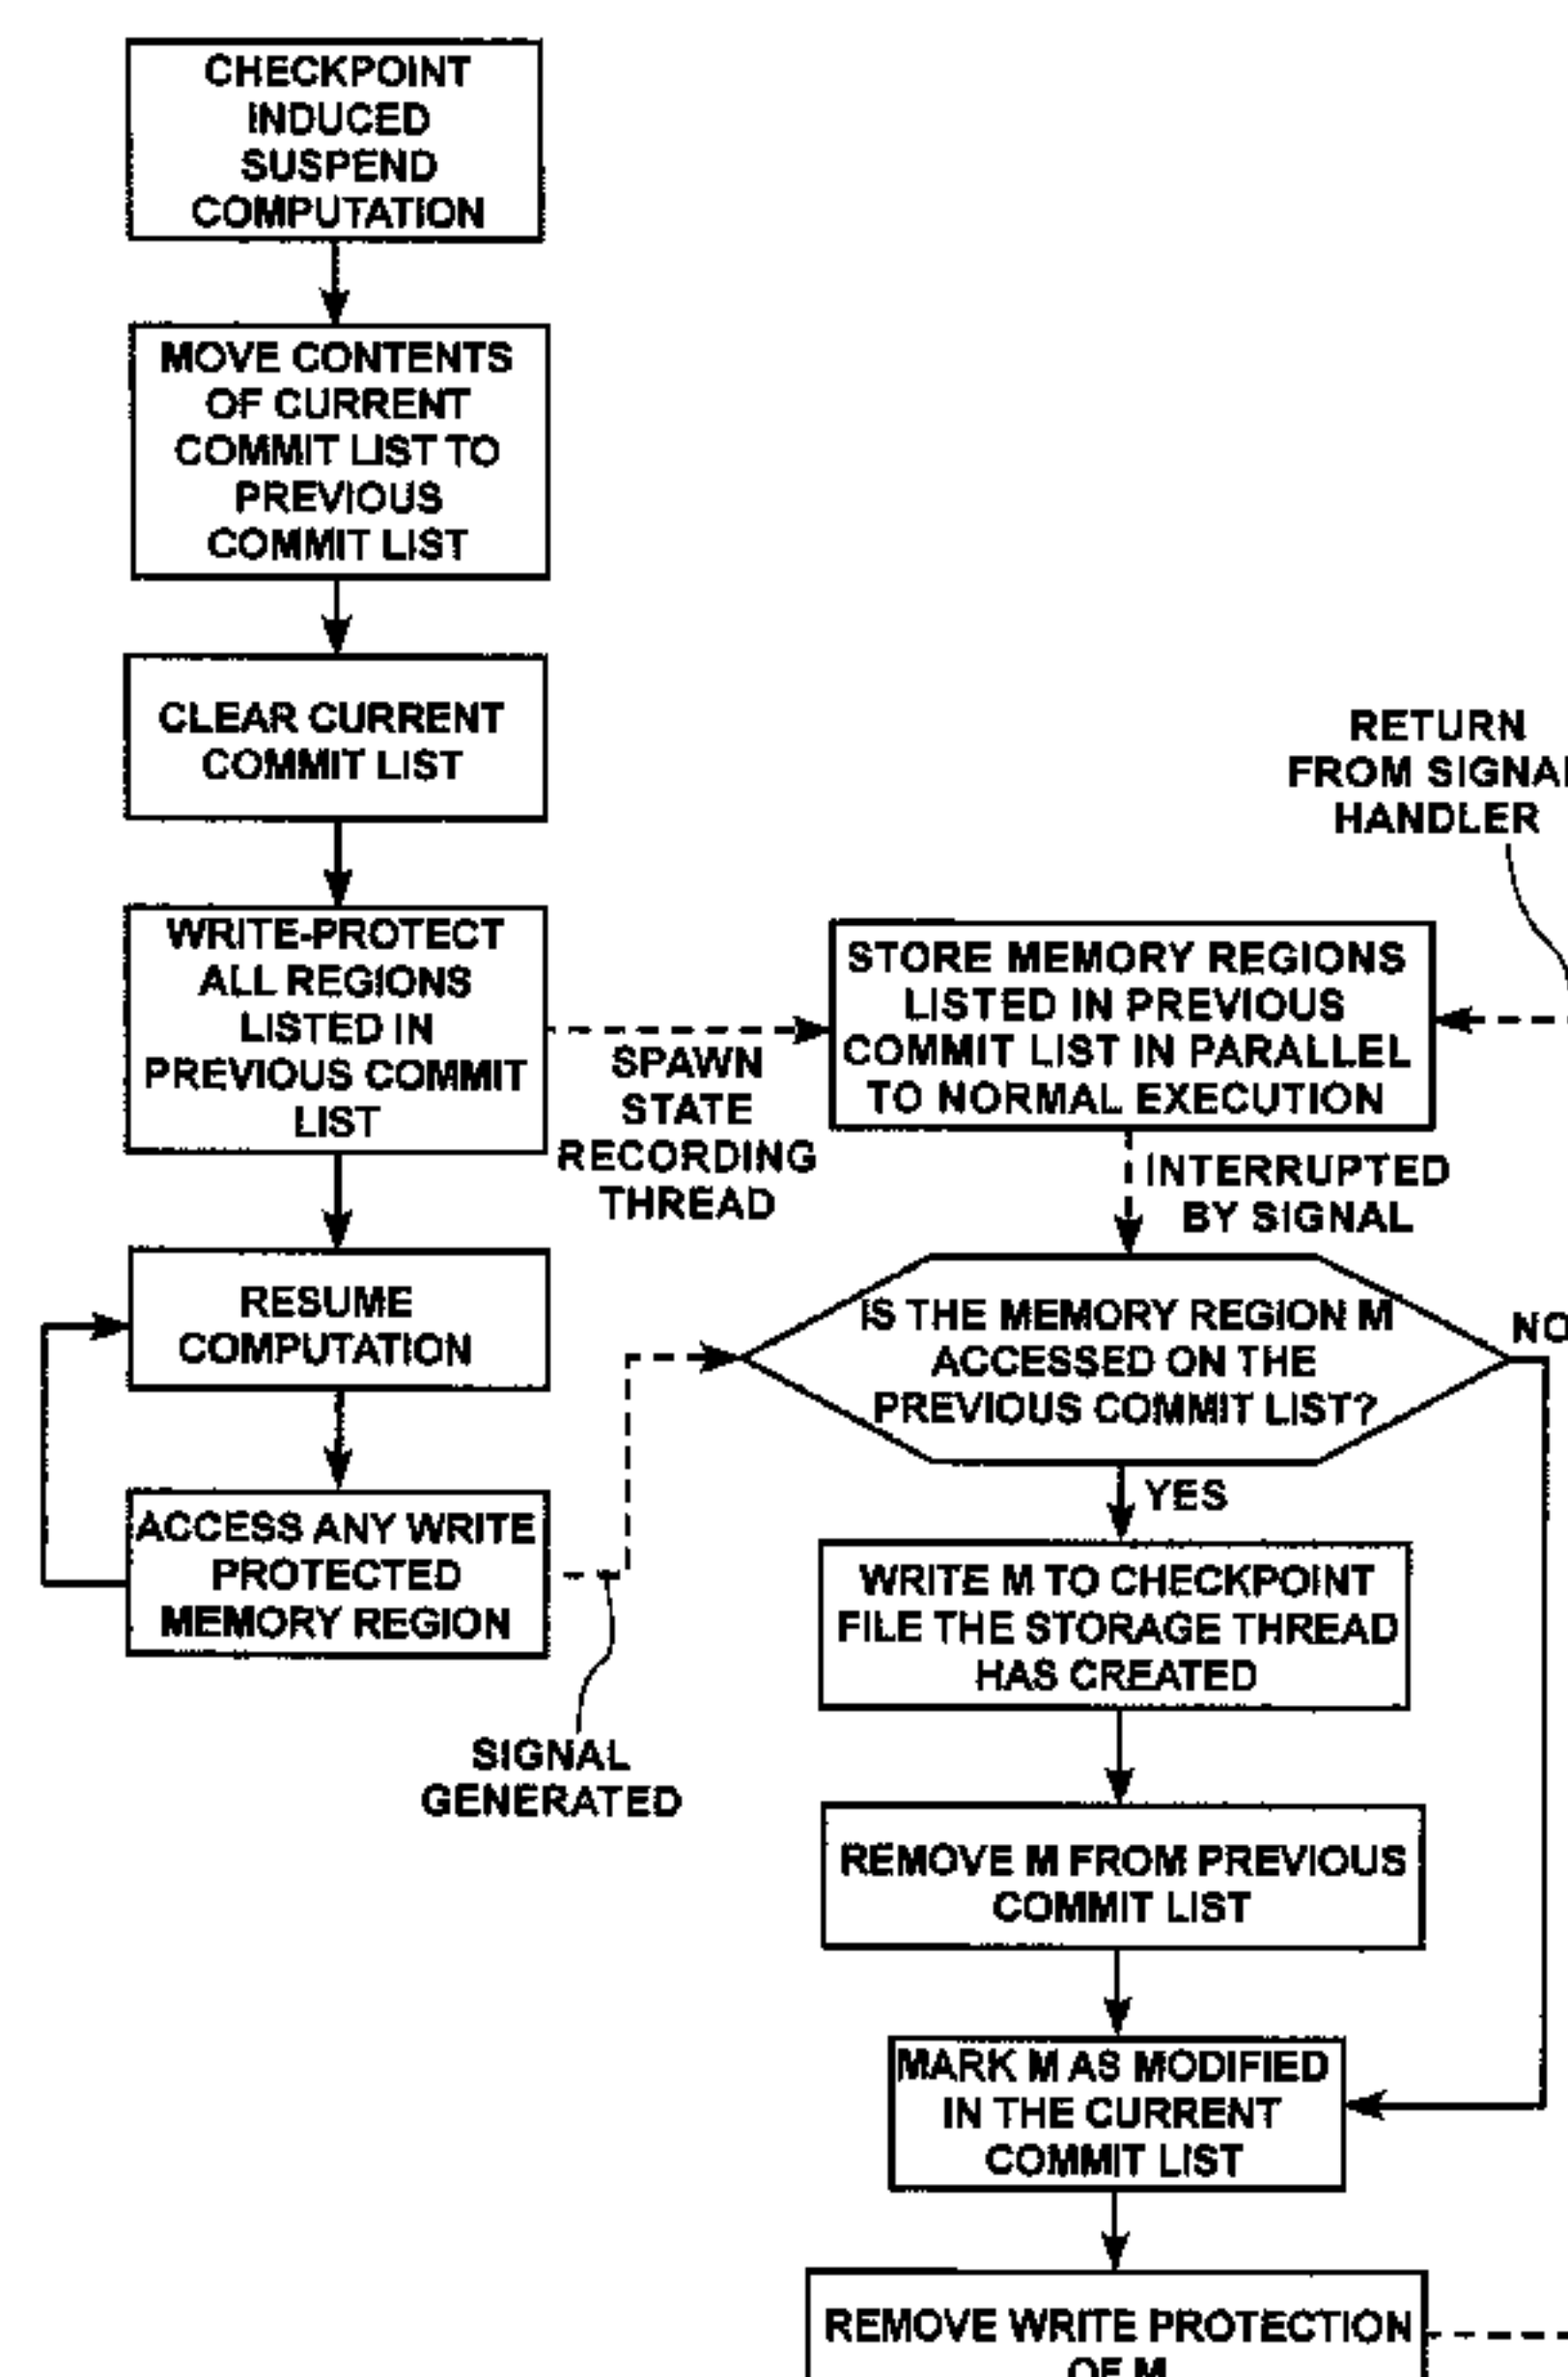 CHECKPOINT
INDUCED
SUSPEND
COMPUTATION
MOVE CONTENTS
OF CURRENT
COMMIT LIST TO
PREVIOUS
COMMIT LIST
CLEAR CURRENT
COMMIT LIST
WRITE-PROTECT
ALL REGIONS
LISTED IN
PREVIOUS COMMIT
LIST
SPAWN
STATE
RECORDING
THREAD
RESUME
COMPUTATION
ACCESS ANY WRITE
PROTECTED
MEMORY REGION
SIGNAL
GENERATED
RETURN
FROM SIGNAL
HANDLER
STORE MEMORY REGIONS
LISTED IN PREVIOUS
COMMIT LIST IN PARALLEL
TO NORMAL EXECUTION
INTERRUPTED
BY SIGNAL
IS THE MEMORY REGION M
ACCESSED ON THE
PREVIOUS COMMIT LIST?
NO
YES
WRITE M TO CHECKPOINT
FILE THE STORAGE THREAD
HAS CREATED
REMOVE M FROM PREVIOUS
COMMIT LIST
MARK M AS MODIFIED
IN THE CURRENT
COMMIT LIST
REMOVE WRITE PROTECTION
OF M